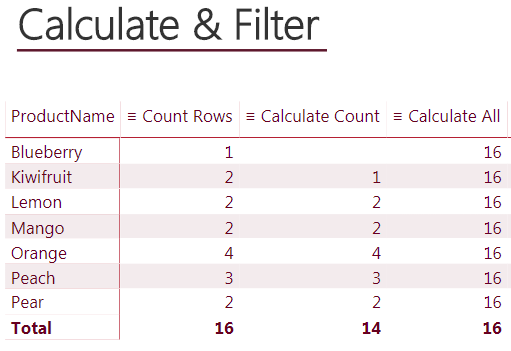 Calculate & Filter
ProductName ≡ Count Rows ≡ Calculate Count ≡ Calculate All
Blueberry 1 16
Kiwifruit 2 1 16
Lemon 2 2 16
Mango 2 2 16
Orange 4 4 16
Peach 3 3 16
Pear 2 2 16
Total 16 14 16